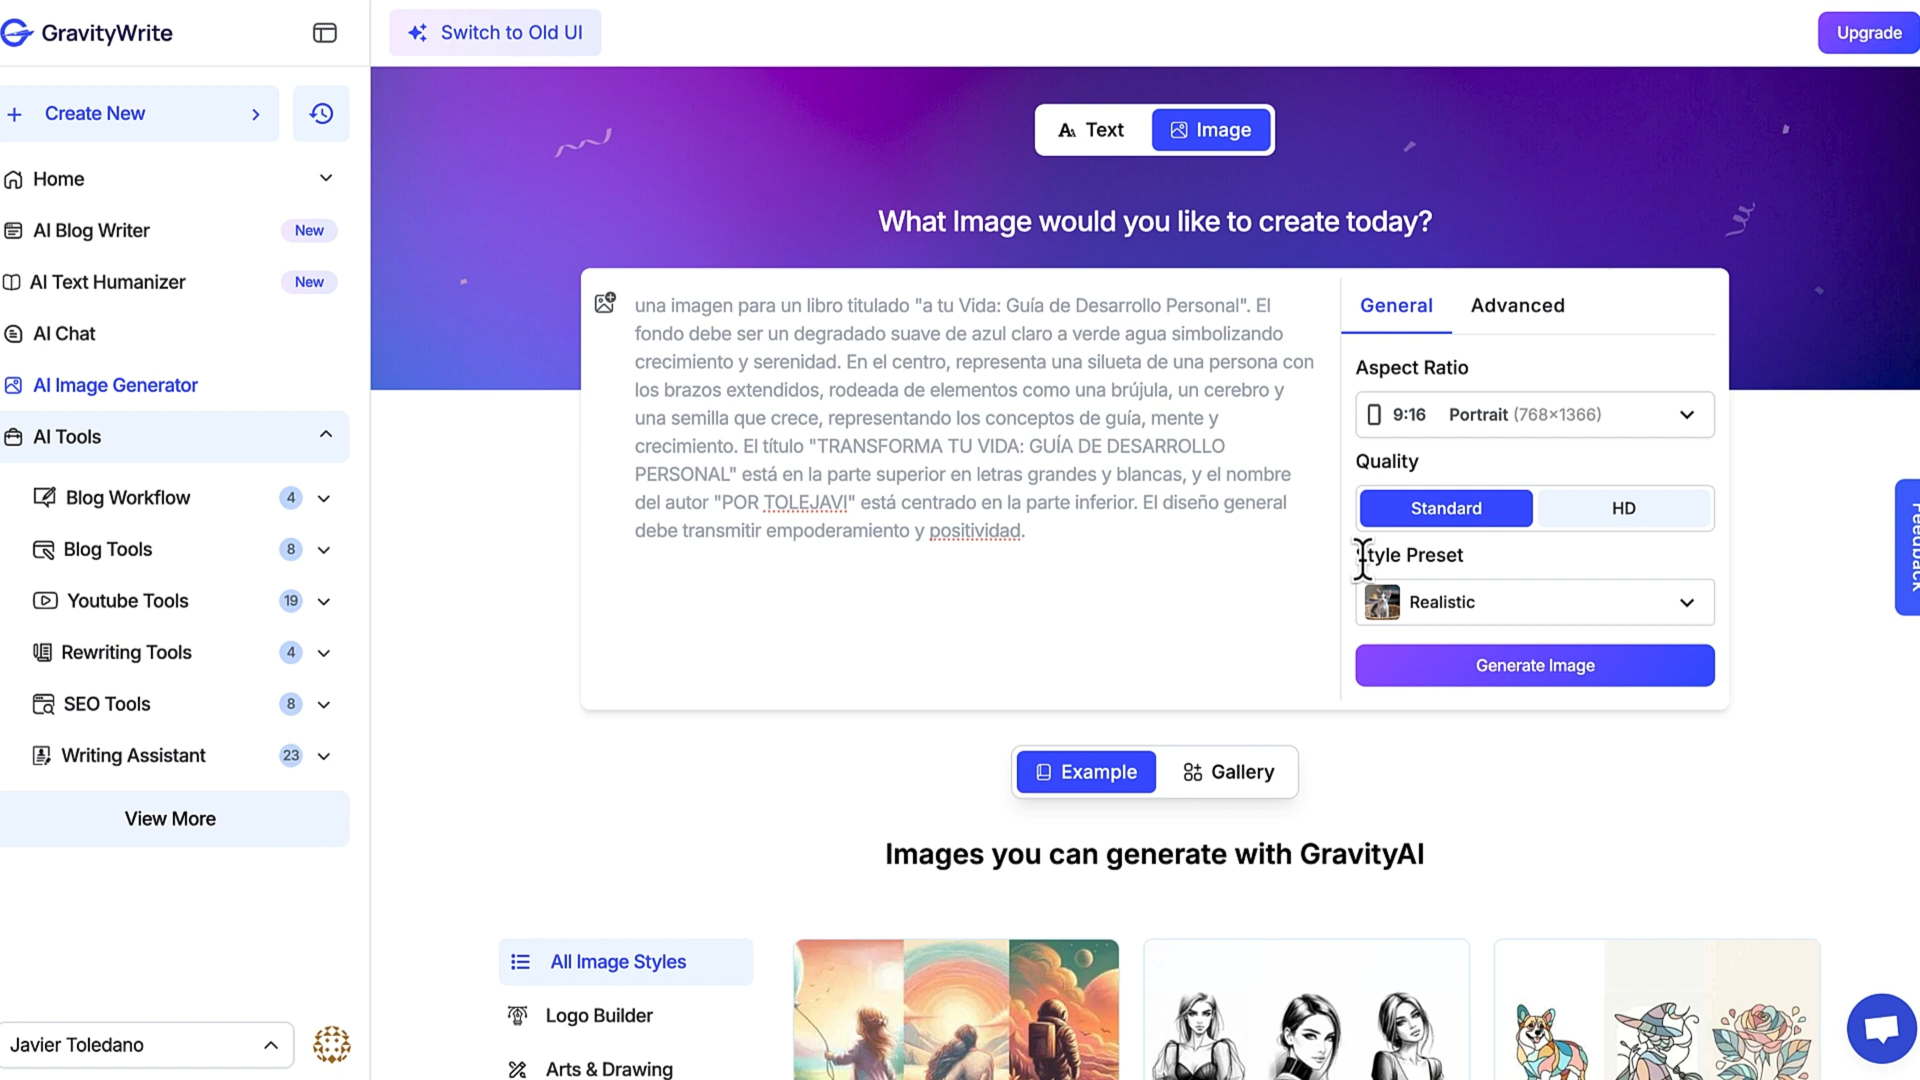 GravityWrite
Switch to Old UI
Upgrade
Create New
Text
Image
Home
What Image would you like to create today?
AI Blog Writer
New
AI Text Humanizer
New
AI Chat
AI Image Generator
AI Tools
Blog Workflow
4
Blog Tools
8
Youtube Tools
19
Rewriting Tools
4
SEO Tools
8
Writing Assistant
23
View More
Javier Toledano
una imagen para un libro titulado "a tu Vida: Guía de Desarrollo Personal". El
fondo debe ser un degradado suave de azul claro a verde agua simbolizando
crecimiento y serenidad. En el centro, representa una silueta de una persona con
los brazos extendidos, rodeada de elementos como una brújula, un cerebro y
una semilla que crece, representando los conceptos de guía, mente y
crecimiento. El título "TRANSFORMA TU VIDA: GUÍA DE DESARROLLO
PERSONAL" está en la parte superior en letras grandes y blancas, y el nombre
del autor "POR TOLEJAVI" está centrado en la parte inferior. El diseño general
debe transmitir empoderamiento y positividad.
General
Advanced
Aspect Ratio
9:16 Portrait (768×1366)
Quality
Standard
HD
Style Preset
Realistic
Generate Image
Feedback
Example
Gallery
Images you can generate with GravityAI
All Image Styles
Logo Builder
Arts & Drawing